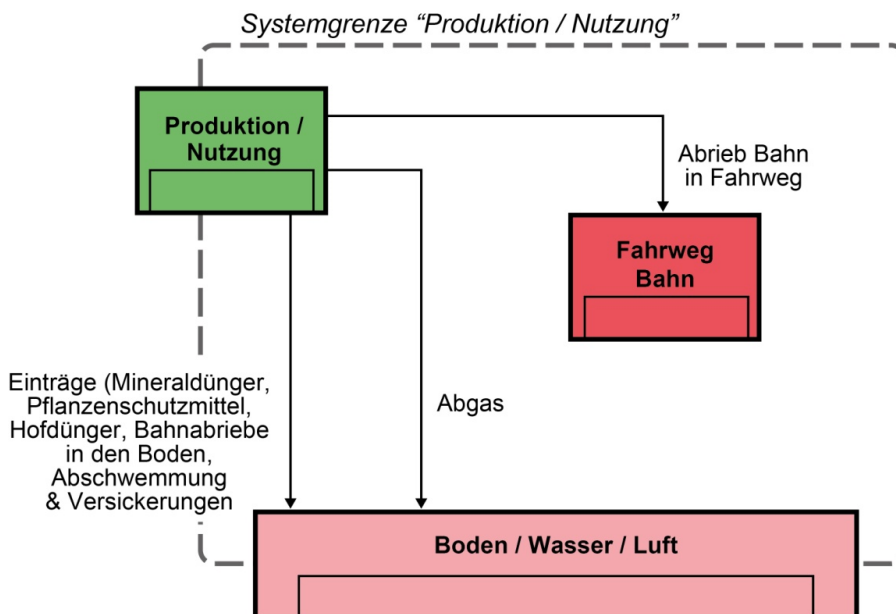 Systemgrenze “Produktion / Nutzung”
Produktion /
Nutzung
Abrieb Bahn
in Fahrweg
Fahrweg
Bahn
Einträge (Mineraldünger,
Pflanzenschutzmittel,
Hofdünger, Bahnabriebe
in den Boden,
Abschwemmung
& Versickerungen
Abgas
Boden / Wasser / Luft